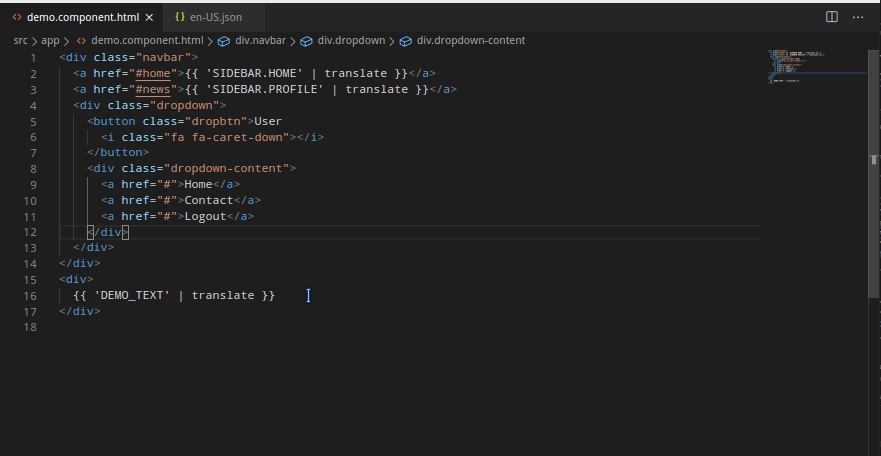 demo.component.html
en-US.json
src > app > demo.component.html > div.navbar > div.dropdown > div.dropdown-content
1 <div class="navbar">
2 <a href="#home">{{ 'SIDEBAR.HOME' | translate }}</a>
3 <a href="#news">{{ 'SIDEBAR.PROFILE' | translate }}</a>
4 <div class="dropdown">
5 <button class="dropbtn">User
6 <i class="fa fa-caret-down"></i>
7 </button>
8 <div class="dropdown-content">
9 <a href="#">Home</a>
10 <a href="#">Contact</a>
11 <a href="#">Logout</a>
12 </div>
13 </div>
14 </div>
15 <div>
16 {{ 'DEMO_TEXT' | translate }}
17 </div>
18